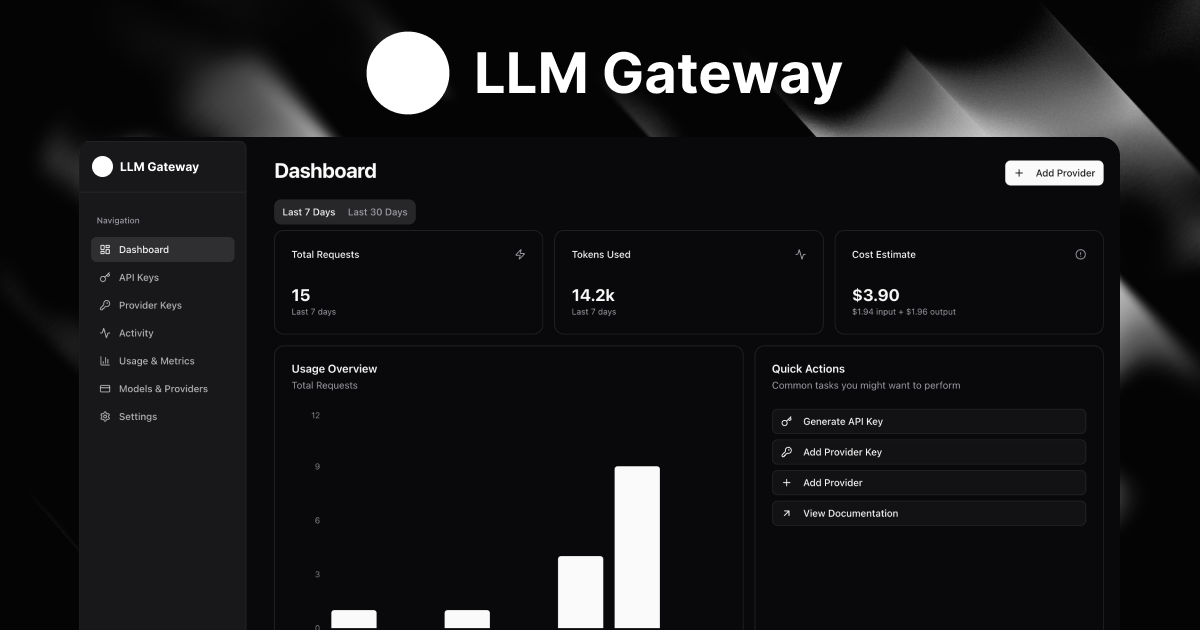 LLM Gateway
LLM Gateway
Navigation
Dashboard
API Keys
Provider Keys
Activity
Usage & Metrics
Models & Providers
Settings
Dashboard
+ Add Provider
Last 7 Days Last 30 Days
Total Requests
15
Last 7 days
Tokens Used
14.2k
Last 7 days
Cost Estimate
$3.90
$1.94 input + $1.96 output
Usage Overview
Total Requests
12
9
6
3
0
Quick Actions
Common tasks you might want to perform
Generate API Key
Add Provider Key
+ Add Provider
View Documentation